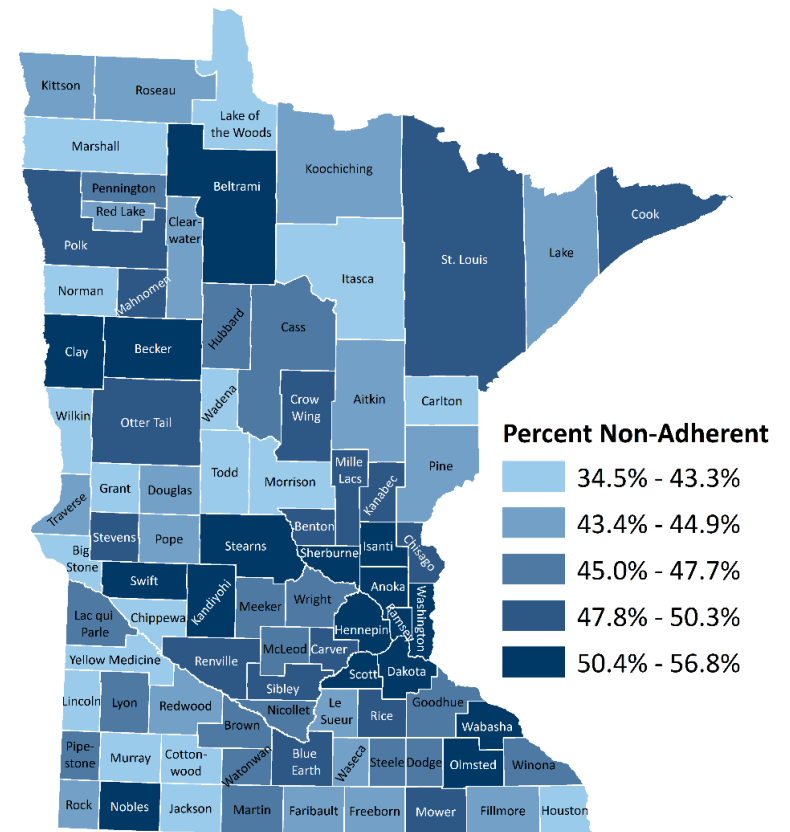 Kittson
Roseau
Lake of
the Woods
Marshall
Koochiching
Beltrami
Pennington
Red Lake
Clear-
water
Polk
Cook
St. Louis
Lake
Itasca
Norman
Mahnomen
Hubbard
Cass
Clay
Becker
Wilkin
Otter Tail
Wadena
Crow
Wing
Aitkin
Carlton
Percent Non-Adherent
34.5% - 43.3%
43.4% - 44.9%
45.0% - 47.7%
47.8% - 50.3%
50.4% - 56.8%
Todd
Morrison
Mille
Lacs
Kanabec
Pine
Grant
Douglas
Traverse
Stevens
Pope
Stearns
Benton
Sherburne
Isanti
Chisago
Big
Stone
Swift
Kandiyohi
Meeker
Wright
Anoka
Ramsey
Washington
Hennepin
Lac qui
Parle
Chippewa
McLeod
Carver
Yellow Medicine
Renville
Scott
Dakota
Sibley
Lincoln
Lyon
Redwood
Nicollet
Le
Sueur
Rice
Goodhue
Brown
Wabasha
Pipe-
stone
Murray
Cotton-
wood
Watonwan
Blue
Earth
Waseca
Steele
Dodge
Olmsted
Winona
Rock
Nobles
Jackson
Martin
Faribault
Freeborn
Mower
Fillmore
Houston